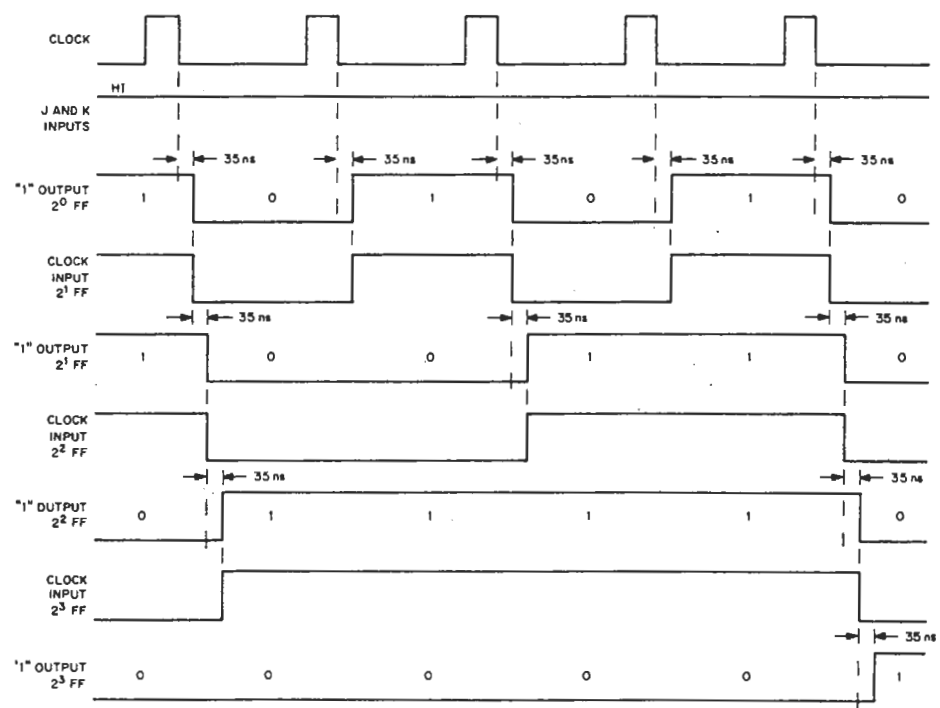 CLOCK
HI
J AND K
INPUTS
35 ns 35 ns 35 ns 35 ns 35 ns
"1" OUTPUT
2⁰ FF
1 0 1 0 1 0
CLOCK
INPUT
2¹ FF
35 ns 35 ns 35 ns
"1" OUTPUT
2¹ FF
1 0 0 1 1 0
CLOCK
INPUT
2² FF
35 ns 35 ns
"1" OUTPUT
2² FF
0 1 1 1 1 0
CLOCK
INPUT
2³ FF
35 ns
"1" OUTPUT
2³ FF
0 0 0 0 0 1